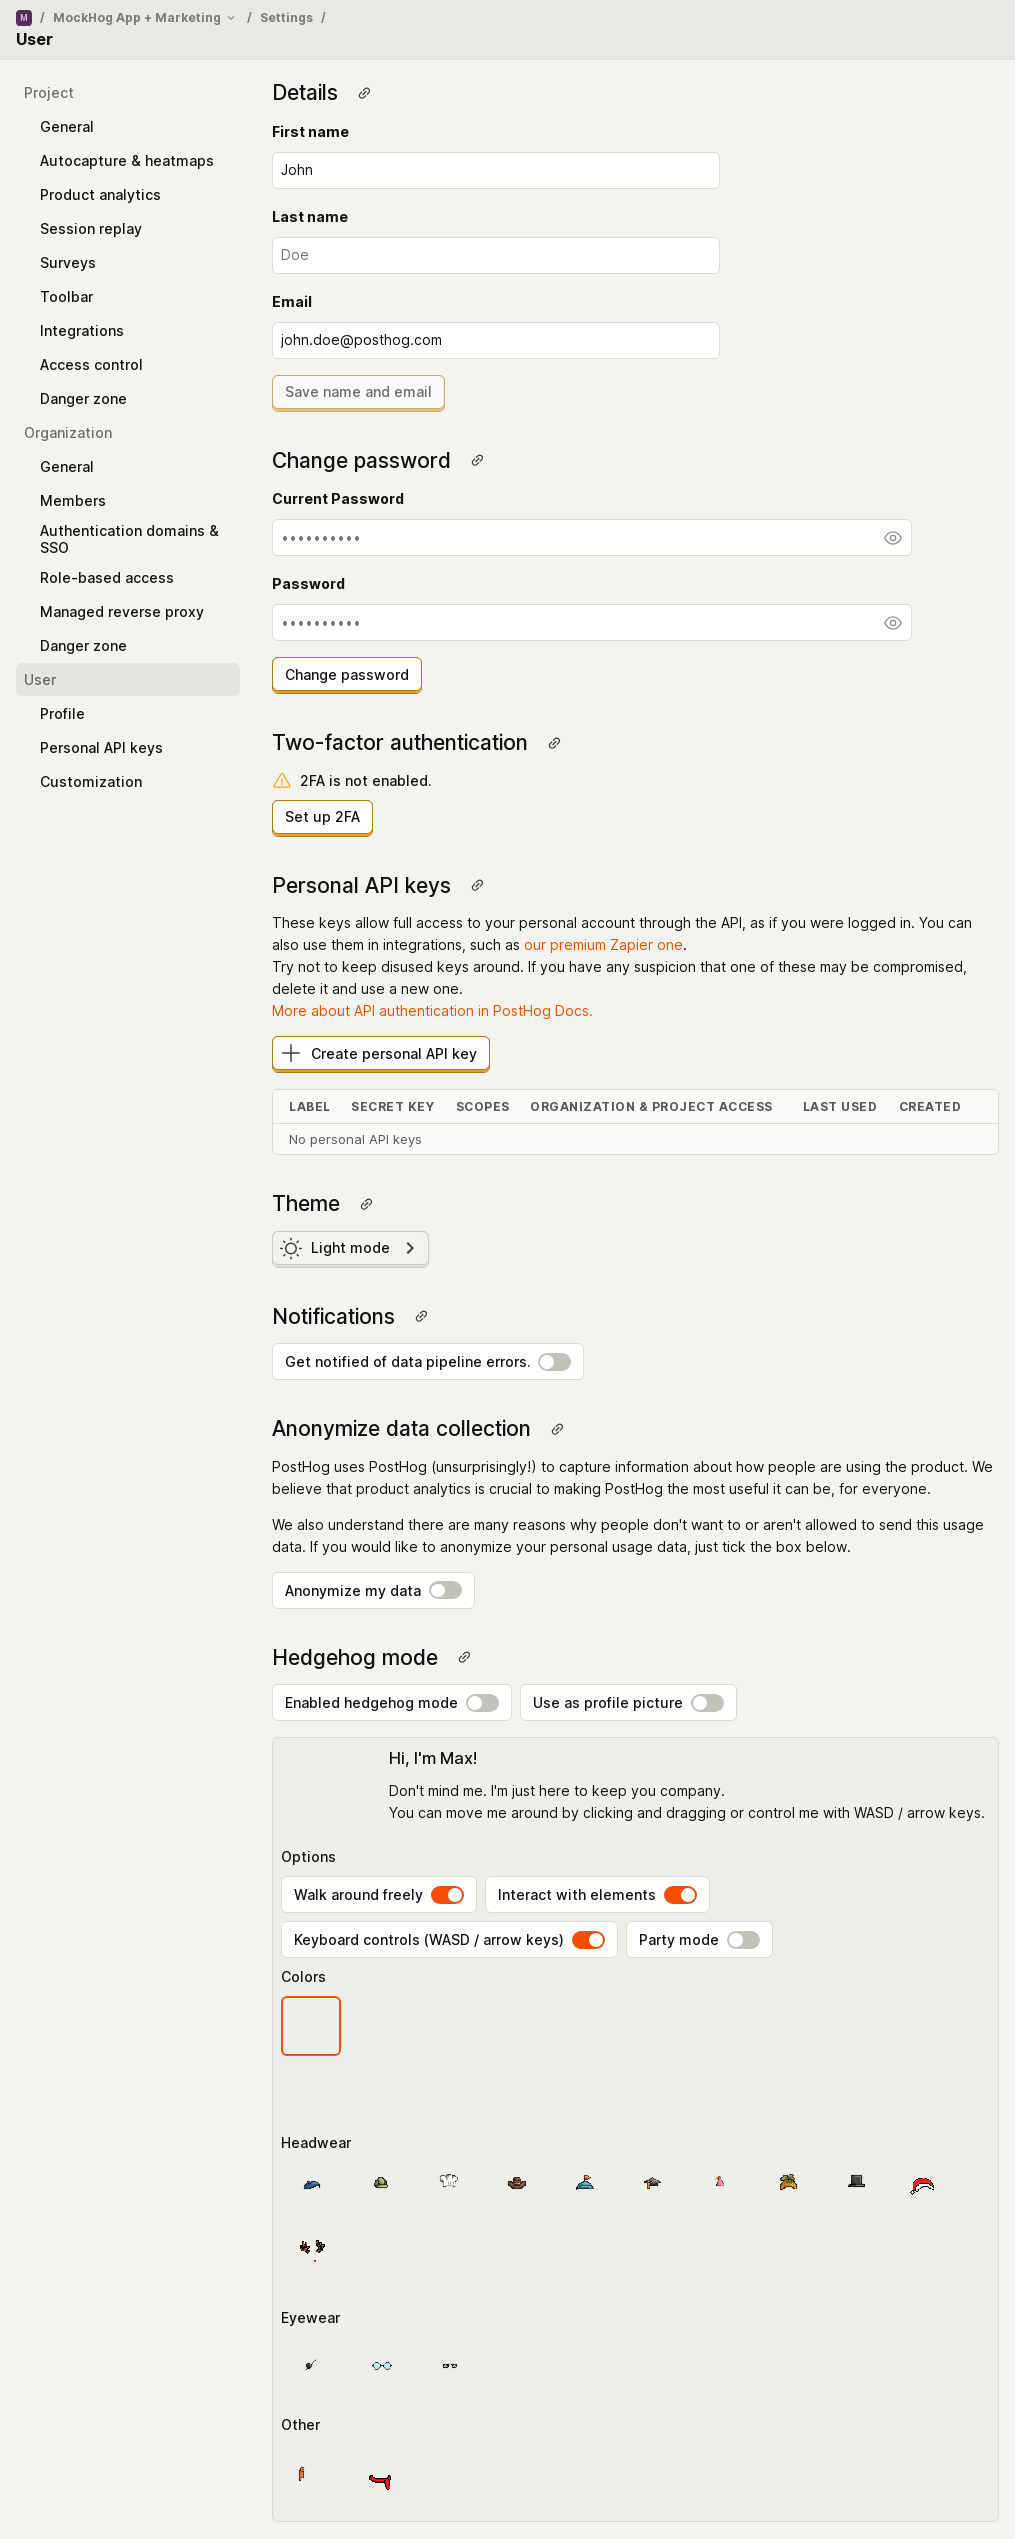 M / MockHog App + Marketing / Settings /
User
Project
General
Autocapture & heatmaps
Product analytics
Session replay
Surveys
Toolbar
Integrations
Access control
Danger zone
Organization
General
Members
Authentication domains &
SSO
Role-based access
Managed reverse proxy
Danger zone
User
Profile
Personal API keys
Customization
Details
First name
John
Last name
Doe
Email
john.doe@posthog.com
Save name and email
Change password
Current Password
••••••••••
Password
••••••••••
Change password
Two-factor authentication
2FA is not enabled.
Set up 2FA
Personal API keys
These keys allow full access to your personal account through the API, as if you were logged in. You can
also use them in integrations, such as our premium Zapier one.
Try not to keep disused keys around. If you have any suspicion that one of these may be compromised,
delete it and use a new one.
More about API authentication in PostHog Docs.
Create personal API key
LABEL SECRET KEY SCOPES ORGANIZATION & PROJECT ACCESS LAST USED CREATED
No personal API keys
Theme
Light mode
Notifications
Get notified of data pipeline errors.
Anonymize data collection
PostHog uses PostHog (unsurprisingly!) to capture information about how people are using the product. We
believe that product analytics is crucial to making PostHog the most useful it can be, for everyone.
We also understand there are many reasons why people don't want to or aren't allowed to send this usage
data. If you would like to anonymize your personal usage data, just tick the box below.
Anonymize my data
Hedgehog mode
Enabled hedgehog mode Use as profile picture
Hi, I'm Max!
Don't mind me. I'm just here to keep you company.
You can move me around by clicking and dragging or control me with WASD / arrow keys.
Options
Walk around freely Interact with elements
Keyboard controls (WASD / arrow keys) Party mode
Colors
Headwear
Eyewear
Other